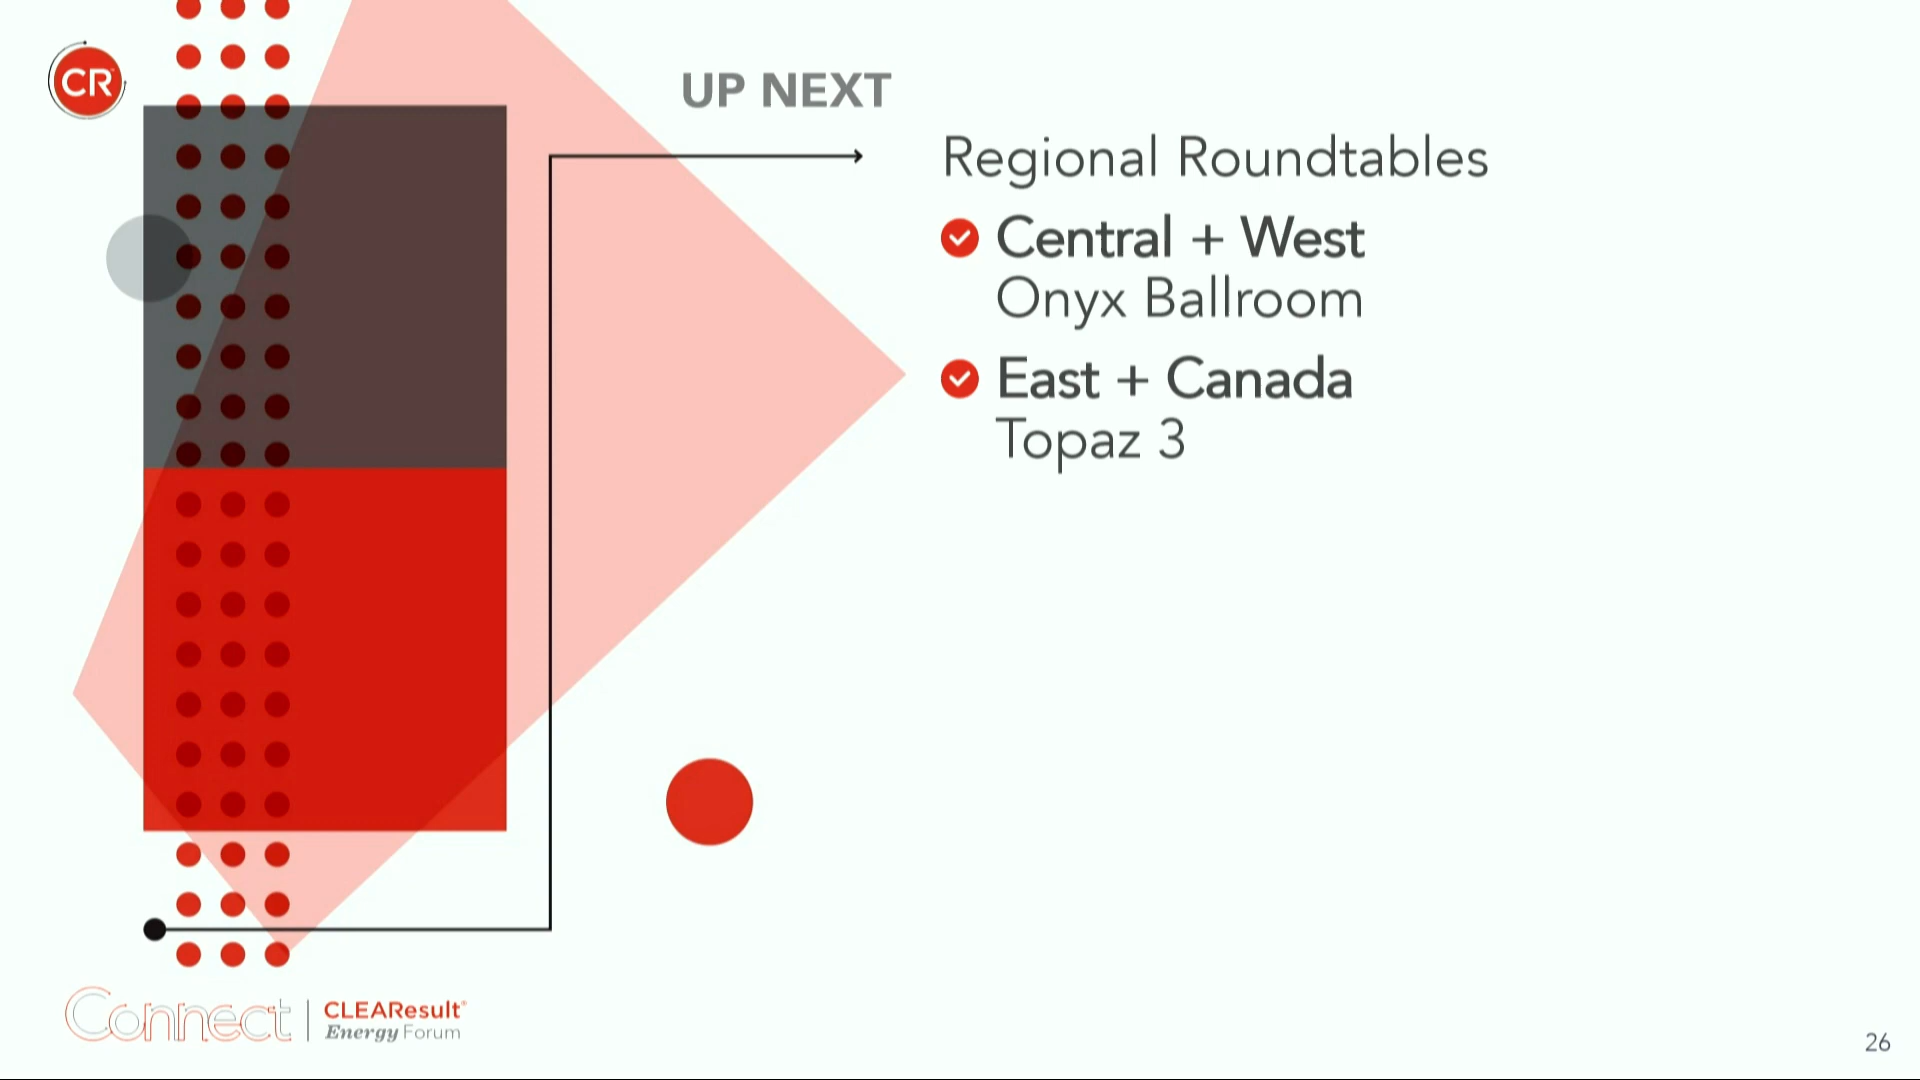 CR
UP NEXT
Regional Roundtables
Central + West
Onyx Ballroom
East + Canada
Topaz 3
Connect
CLEAResult®
Energy Forum
26